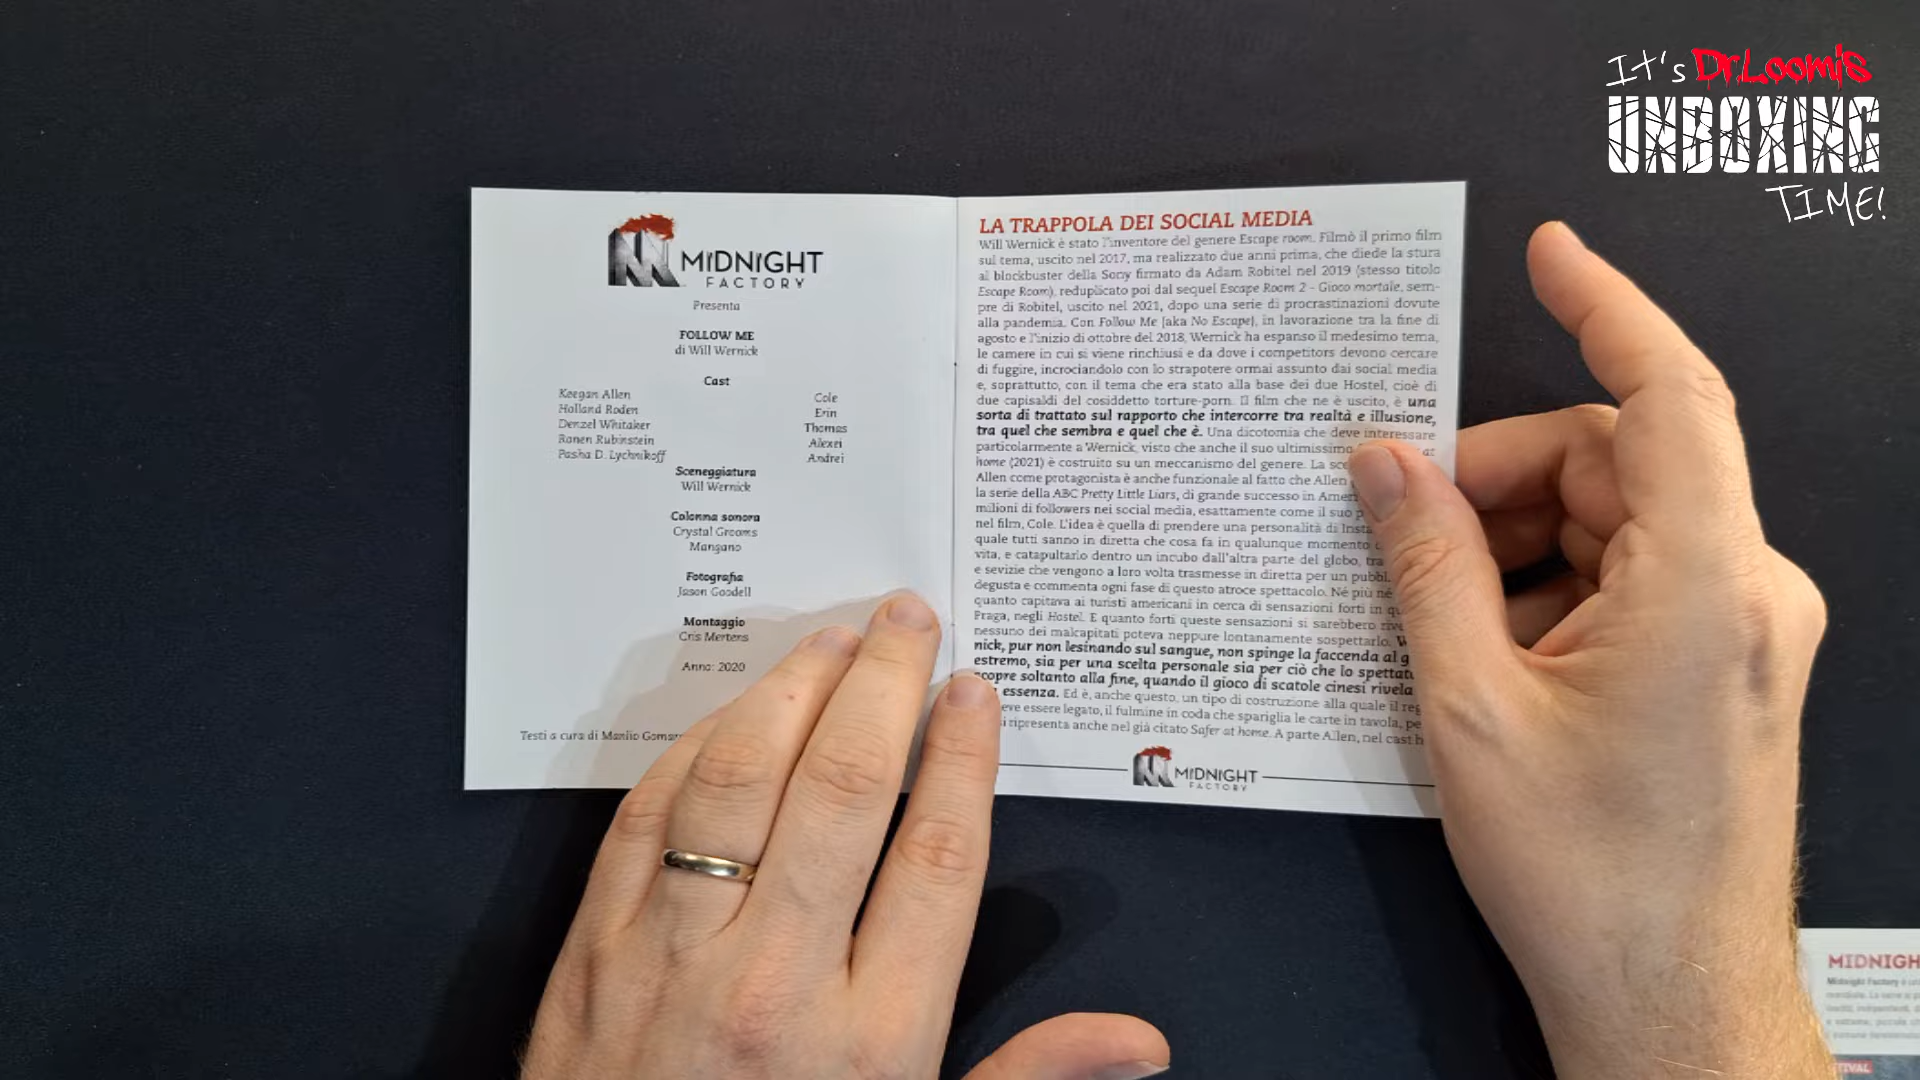 It's Dr. Loomis
UNBOXING
TIME!
MIDNIGHT
FACTORY
Presenta
FOLLOW ME
di Will Wernick
Cast
Keegan Allen Cole
Holland Roden Erin
Denzel Whitaker Thomas
Ronen Rubinstein Alexei
Pasha D. Lychnikoff Andrei
Sceneggiatura
Will Wernick
Colonna sonora
Crystal Grooms
Mangano
Fotografia
Jason Goodell
Montaggio
Cris Mertens
Anno: 2020
Testi a cura di Manlio
LA TRAPPOLA DEI SOCIAL MEDIA
Will Wernick è stato l'inventore del genere Escape room. Filmò il primo film
sul tema, uscito nel 2017, ma realizzato due anni prima, che diede la stura
al blockbuster della Sony firmato da Adam Robitel nel 2019 (stesso titolo
Escape Room), reduplicato poi dal sequel Escape Room 2 - Gioco mortale, sem-
pre di Robitel, uscito nel 2021, dopo una serie di procrastinazioni dovute
alla pandemia. Con Follow Me (aka No Escape), in lavorazione tra la fine di
agosto e l'inizio di ottobre del 2018, Wernick ha espanso il medesimo tema,
le camere in cui si viene rinchiusi e da dove i competitors devono cercare
di fuggire, incrociandolo con lo strapotere ormai assunto dai social media
e, soprattutto, con il tema che era stato alla base dei due Hostel, cioè di
due capisaldi del cosiddetto torture-porn. Il film che ne è uscito, è una
sorta di trattato sul rapporto che intercorre tra realtà e illusione,
tra quel che sembra e quel che è. Una dicotomia che deve interessare
particolarmente a Wernick, visto che anche il suo ultimissimo at
home (2021) è costruito su un meccanismo del genere. La
Allen come protagonista è anche funzionale al fatto che Allen
la serie della ABC Pretty Little Liars, di grande successo in
milioni di followers nei social media, esattamente come il suo
nel film, Cole. L'idea è quella di prendere una personalità di
quale tutti sanno in diretta che cosa fa in qualunque momento
vita, e catapultarlo dentro un incubo dall'altra parte del globo, tra
e sevizie che vengono a loro volta trasmesse in diretta per un
degusta e commenta ogni fase di questo atroce spettacolo. Né più né
quanto capitava ai turisti americani in cerca di sensazioni forti in
Praga, negli Hostel. E quanto forti queste sensazioni si sarebbero
nessuno dei malcapitati poteva neppure lontanamente sospettarlo.
nick, pur non lesinando sul sangue, non spinge la faccenda al
estremo, sia per una scelta personale sia per ciò che lo
scopre soltanto alla fine, quando il gioco di scatole cinesi rivela
essenza. Ed è, anche questo, un tipo di costruzione alla quale il
essere legato, il fulmine in coda che spariglia le carte in tavola,
si ripresenta anche nel già citato Safer at home. A parte Allen, nel cast
MIDNIGHT
FACTORY
Midnight Factory